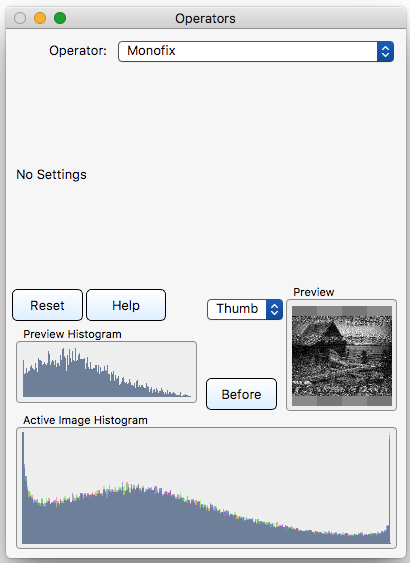 Operators
Operator: Monofix
No Settings
Reset Help Thumb
Preview
Preview Histogram
Before
Active Image Histogram